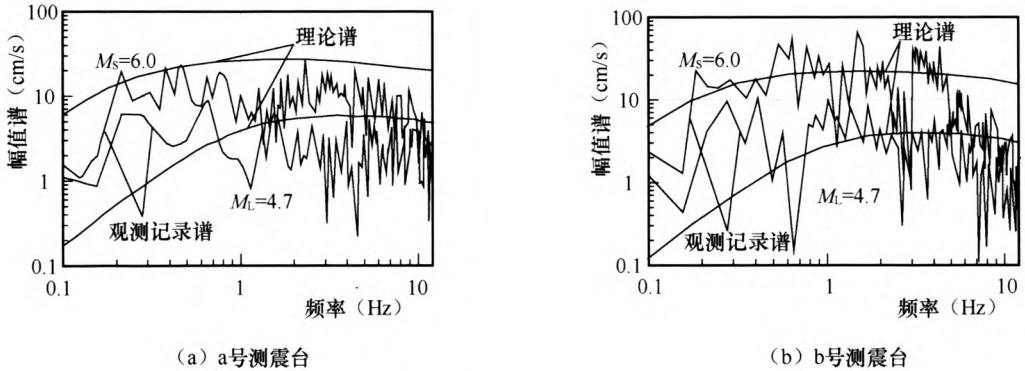 100
10
1
0.1
幅值谱（cm/s）
理论谱
MS=6.0
ML=4.7
观测记录谱
0.1
1
10
频率（Hz）
（a）a号测震台
100
10
1
0.1
幅值谱（cm/s）
理论谱
MS=6.0
ML=4.7
观测记录谱
0.1
1
10
频率（Hz）
（b）b号测震台